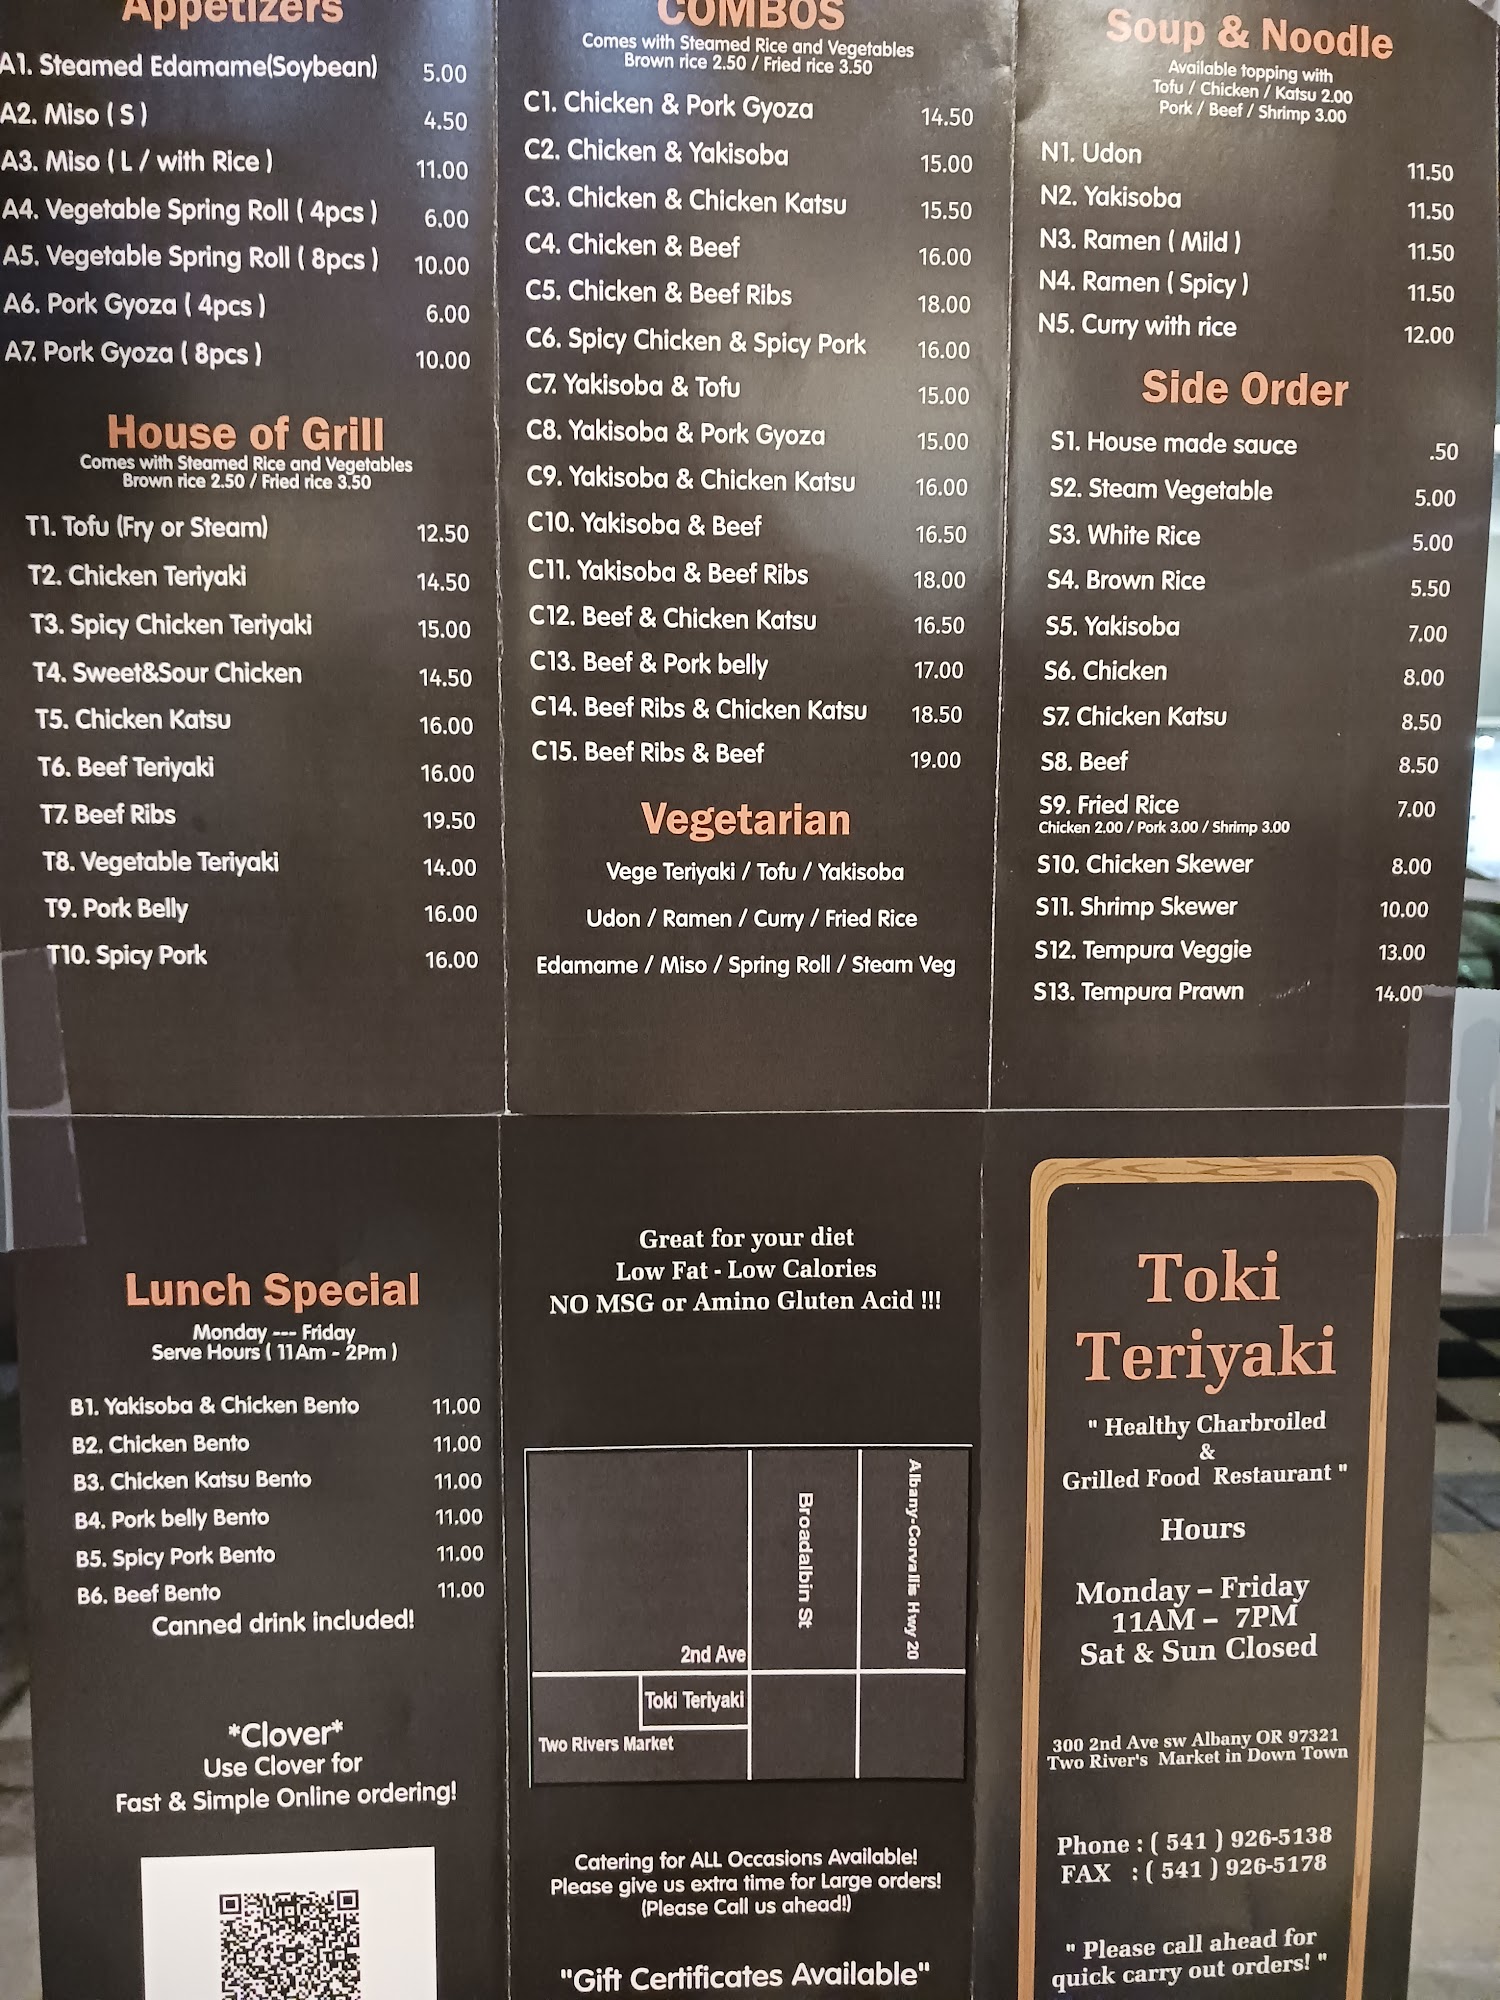 Appetizers
A1. Steamed Edamame(Soybean) 5.00
A2. Miso ( S ) 4.50
A3. Miso ( L / with Rice ) 11.00
A4. Vegetable Spring Roll ( 4pcs ) 6.00
A5. Vegetable Spring Roll ( 8pcs ) 10.00
A6. Pork Gyoza ( 4pcs ) 6.00
A7. Pork Gyoza ( 8pcs ) 10.00
House of Grill
Comes with Steamed Rice and Vegetables
Brown rice 2.50 / Fried rice 3.50
T1. Tofu (Fry or Steam) 12.50
T2. Chicken Teriyaki 14.50
T3. Spicy Chicken Teriyaki 15.00
T4. Sweet&Sour Chicken 14.50
T5. Chicken Katsu 16.00
T6. Beef Teriyaki 16.00
T7. Beef Ribs 19.50
T8. Vegetable Teriyaki 14.00
T9. Pork Belly 16.00
T10. Spicy Pork 16.00
COMBOS
Comes with Steamed Rice and Vegetables
Brown rice 2.50 / Fried rice 3.50
C1. Chicken & Pork Gyoza 14.50
C2. Chicken & Yakisoba 15.00
C3. Chicken & Chicken Katsu 15.50
C4. Chicken & Beef 16.00
C5. Chicken & Beef Ribs 18.00
C6. Spicy Chicken & Spicy Pork 16.00
C7. Yakisoba & Tofu 15.00
C8. Yakisoba & Pork Gyoza 15.00
C9. Yakisoba & Chicken Katsu 16.00
C10. Yakisoba & Beef 16.50
C11. Yakisoba & Beef Ribs 18.00
C12. Beef & Chicken Katsu 16.50
C13. Beef & Pork belly 17.00
C14. Beef Ribs & Chicken Katsu 18.50
C15. Beef Ribs & Beef 19.00
Vegetarian
Vege Teriyaki / Tofu / Yakisoba
Udon / Ramen / Curry / Fried Rice
Edamame / Miso / Spring Roll / Steam Veg
Soup & Noodle
Available topping with
Tofu / Chicken / Katsu 2.00
Pork / Beef / Shrimp 3.00
N1. Udon 11.50
N2. Yakisoba 11.50
N3. Ramen ( Mild ) 11.50
N4. Ramen ( Spicy ) 11.50
N5. Curry with rice 12.00
Side Order
S1. House made sauce .50
S2. Steam Vegetable 5.00
S3. White Rice 5.00
S4. Brown Rice 5.50
S5. Yakisoba 7.00
S6. Chicken 8.00
S7. Chicken Katsu 8.50
S8. Beef 8.50
S9. Fried Rice 7.00
Chicken 2.00 / Pork 3.00 / Shrimp 3.00
S10. Chicken Skewer 8.00
S11. Shrimp Skewer 10.00
S12. Tempura Veggie 13.00
S13. Tempura Prawn 14.00
Lunch Special
Monday --- Friday
Serve Hours ( 11Am - 2Pm )
B1. Yakisoba & Chicken Bento 11.00
B2. Chicken Bento 11.00
B3. Chicken Katsu Bento 11.00
B4. Pork belly Bento 11.00
B5. Spicy Pork Bento 11.00
B6. Beef Bento 11.00
Canned drink included!
*Clover*
Use Clover for
Fast & Simple Online ordering!
Great for your diet
Low Fat - Low Calories
NO MSG or Amino Gluten Acid !!!
Broadalbin St
Albany-Corvallis Hwy 20
2nd Ave
Toki Teriyaki
Two Rivers Market
Catering for ALL Occasions Available!
Please give us extra time for Large orders!
(Please Call us ahead!)
"Gift Certificates Available"
Toki
Teriyaki
" Healthy Charbroiled
&
Grilled Food Restaurant "
Hours
Monday – Friday
11AM – 7PM
Sat & Sun Closed
300 2nd Ave sw Albany OR 97321
Two River's Market in Down Town
Phone : ( 541 ) 926-5138
FAX : ( 541 ) 926-5178
" Please call ahead for
quick carry out orders! "